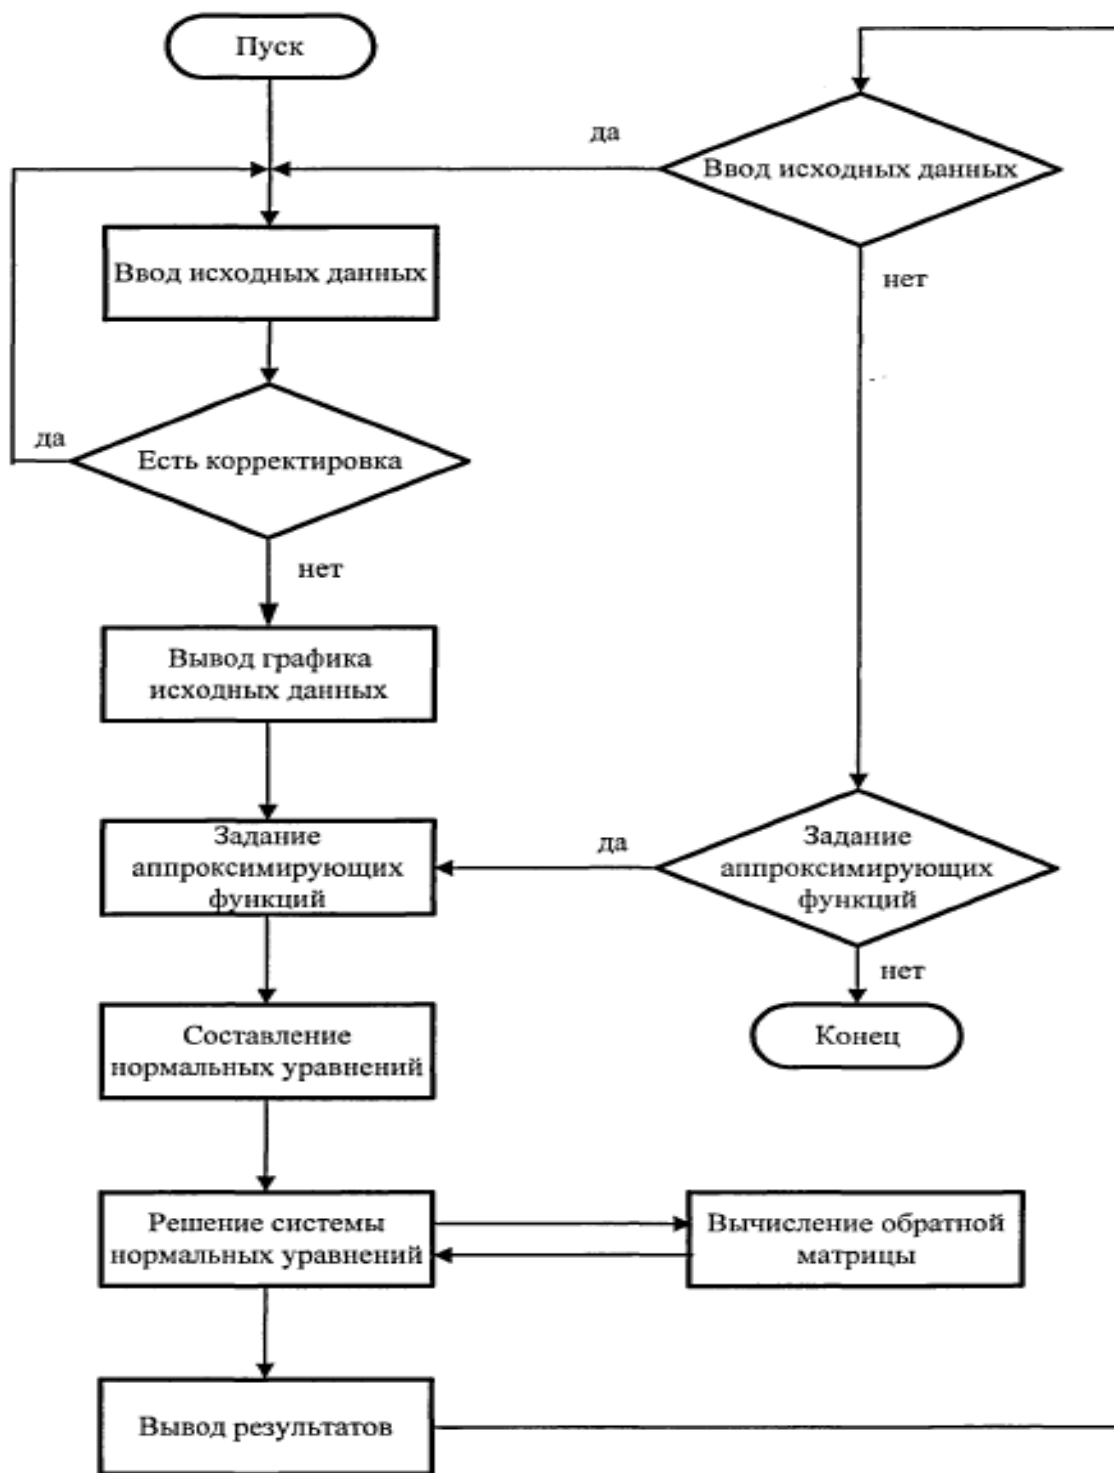 Пуск
да
Ввод исходных данных
Ввод исходных данных
нет
да
Есть корректировка
нет
Вывод графика
исходных данных
Задание
аппроксимирующих
функций
да
Задание
аппроксимирующих
функций
нет
Составление
нормальных уравнений
Конец
Решение системы
нормальных уравнений
Вычисление обратной
матрицы
Вывод результатов